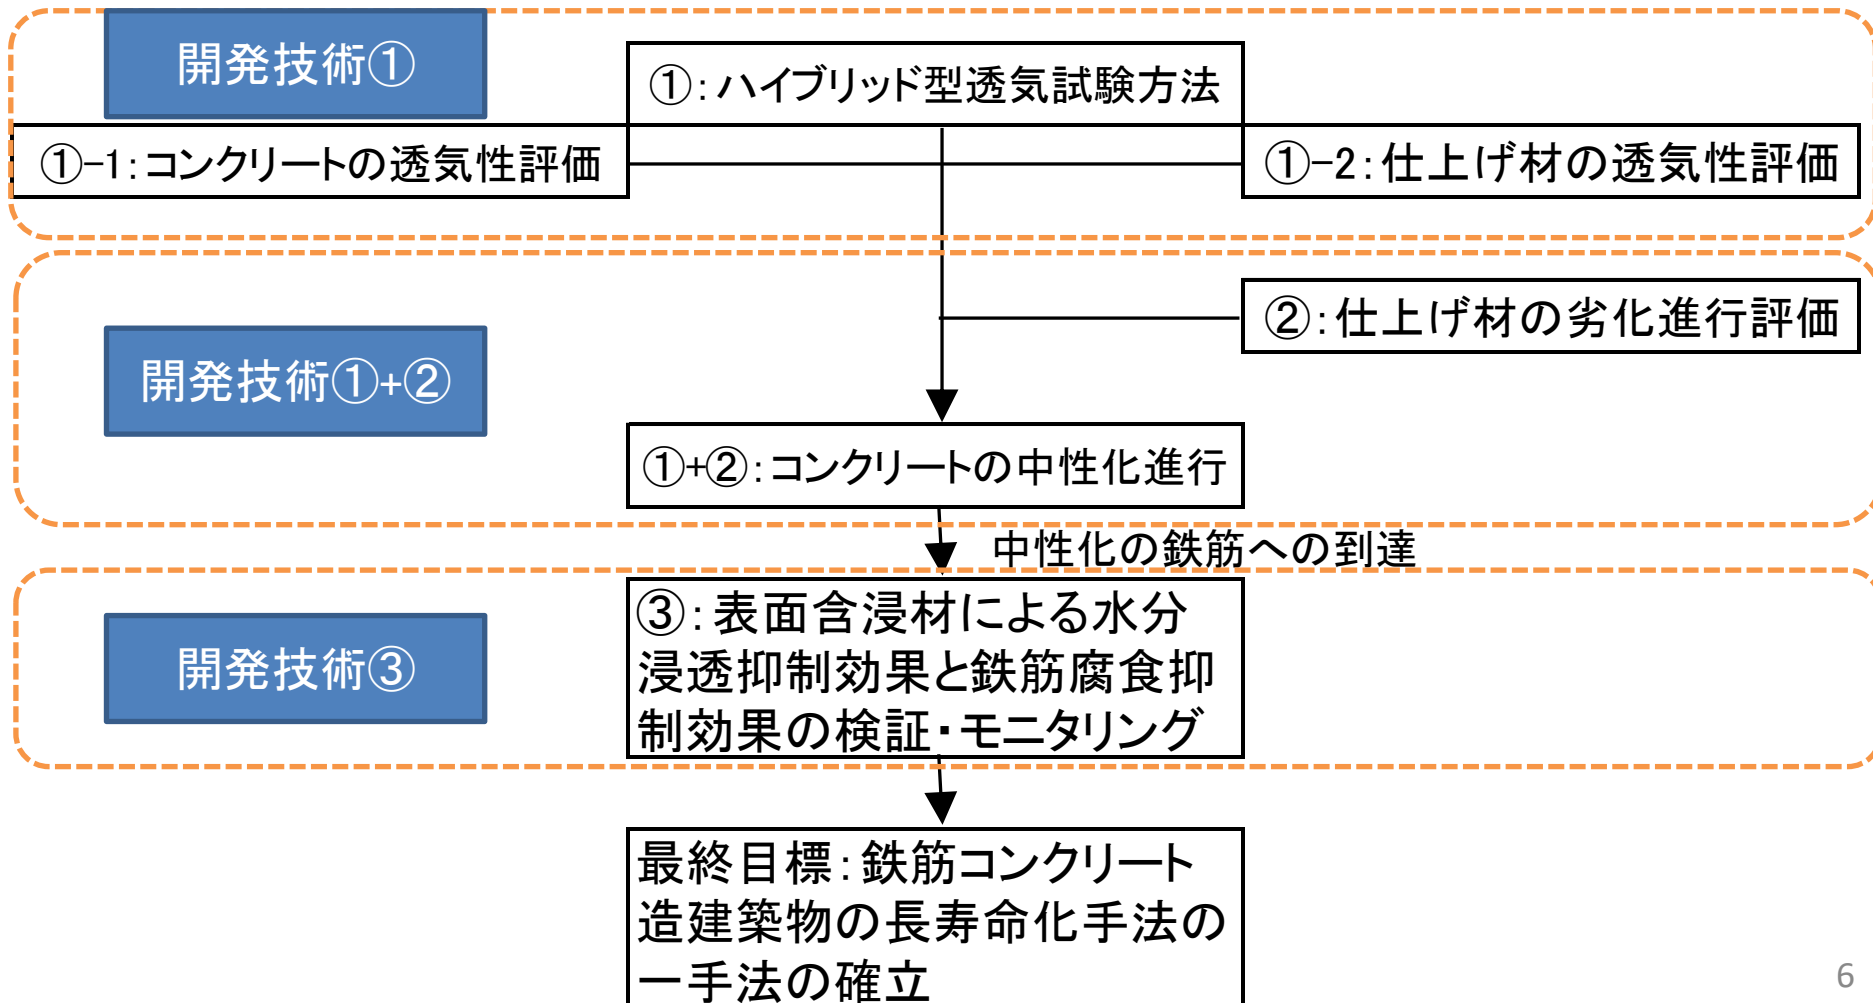 開発技術①
①:ハイブリッド型透気試験方法
①-1:コンクリートの透気性評価
①-2:仕上げ材の透気性評価
②:仕上げ材の劣化進行評価
開発技術①+②
①+②:コンクリートの中性化進行
中性化の鉄筋への到達
開発技術③
③:表面含浸材による水分
浸透抑制効果と鉄筋腐食抑
制効果の検証・モニタリング
最終目標:鉄筋コンクリート
造建築物の長寿命化手法の
一手法の確立
6